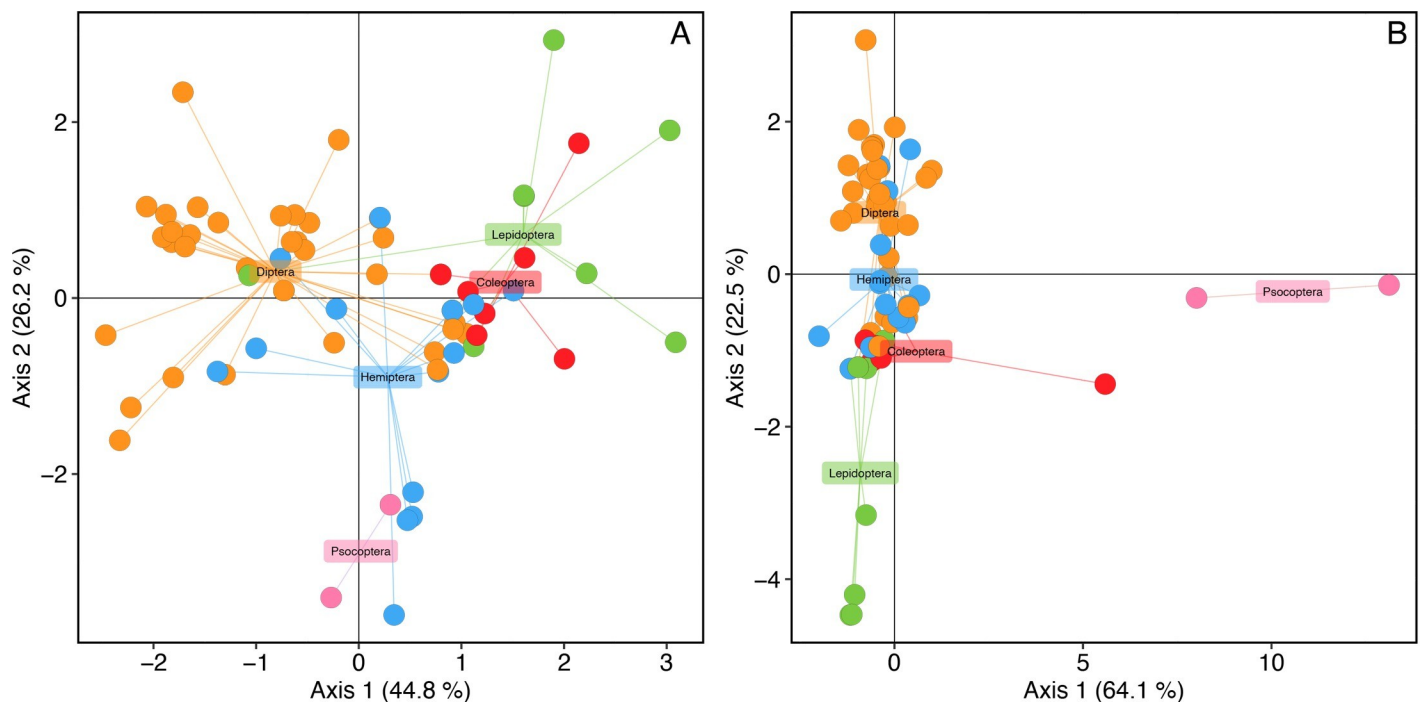 A
2
0
−2
−2
−1
0
1
2
3
Axis 1 (44.8 %)
Axis 2 (26.2 %)
Lepidoptera
Diptera
Coleoptera
Hemiptera
Psocoptera
B
2
0
−2
−4
0
5
10
Axis 1 (64.1 %)
Axis 2 (22.5 %)
Diptera
Hemiptera
Psocoptera
Coleoptera
Lepidoptera